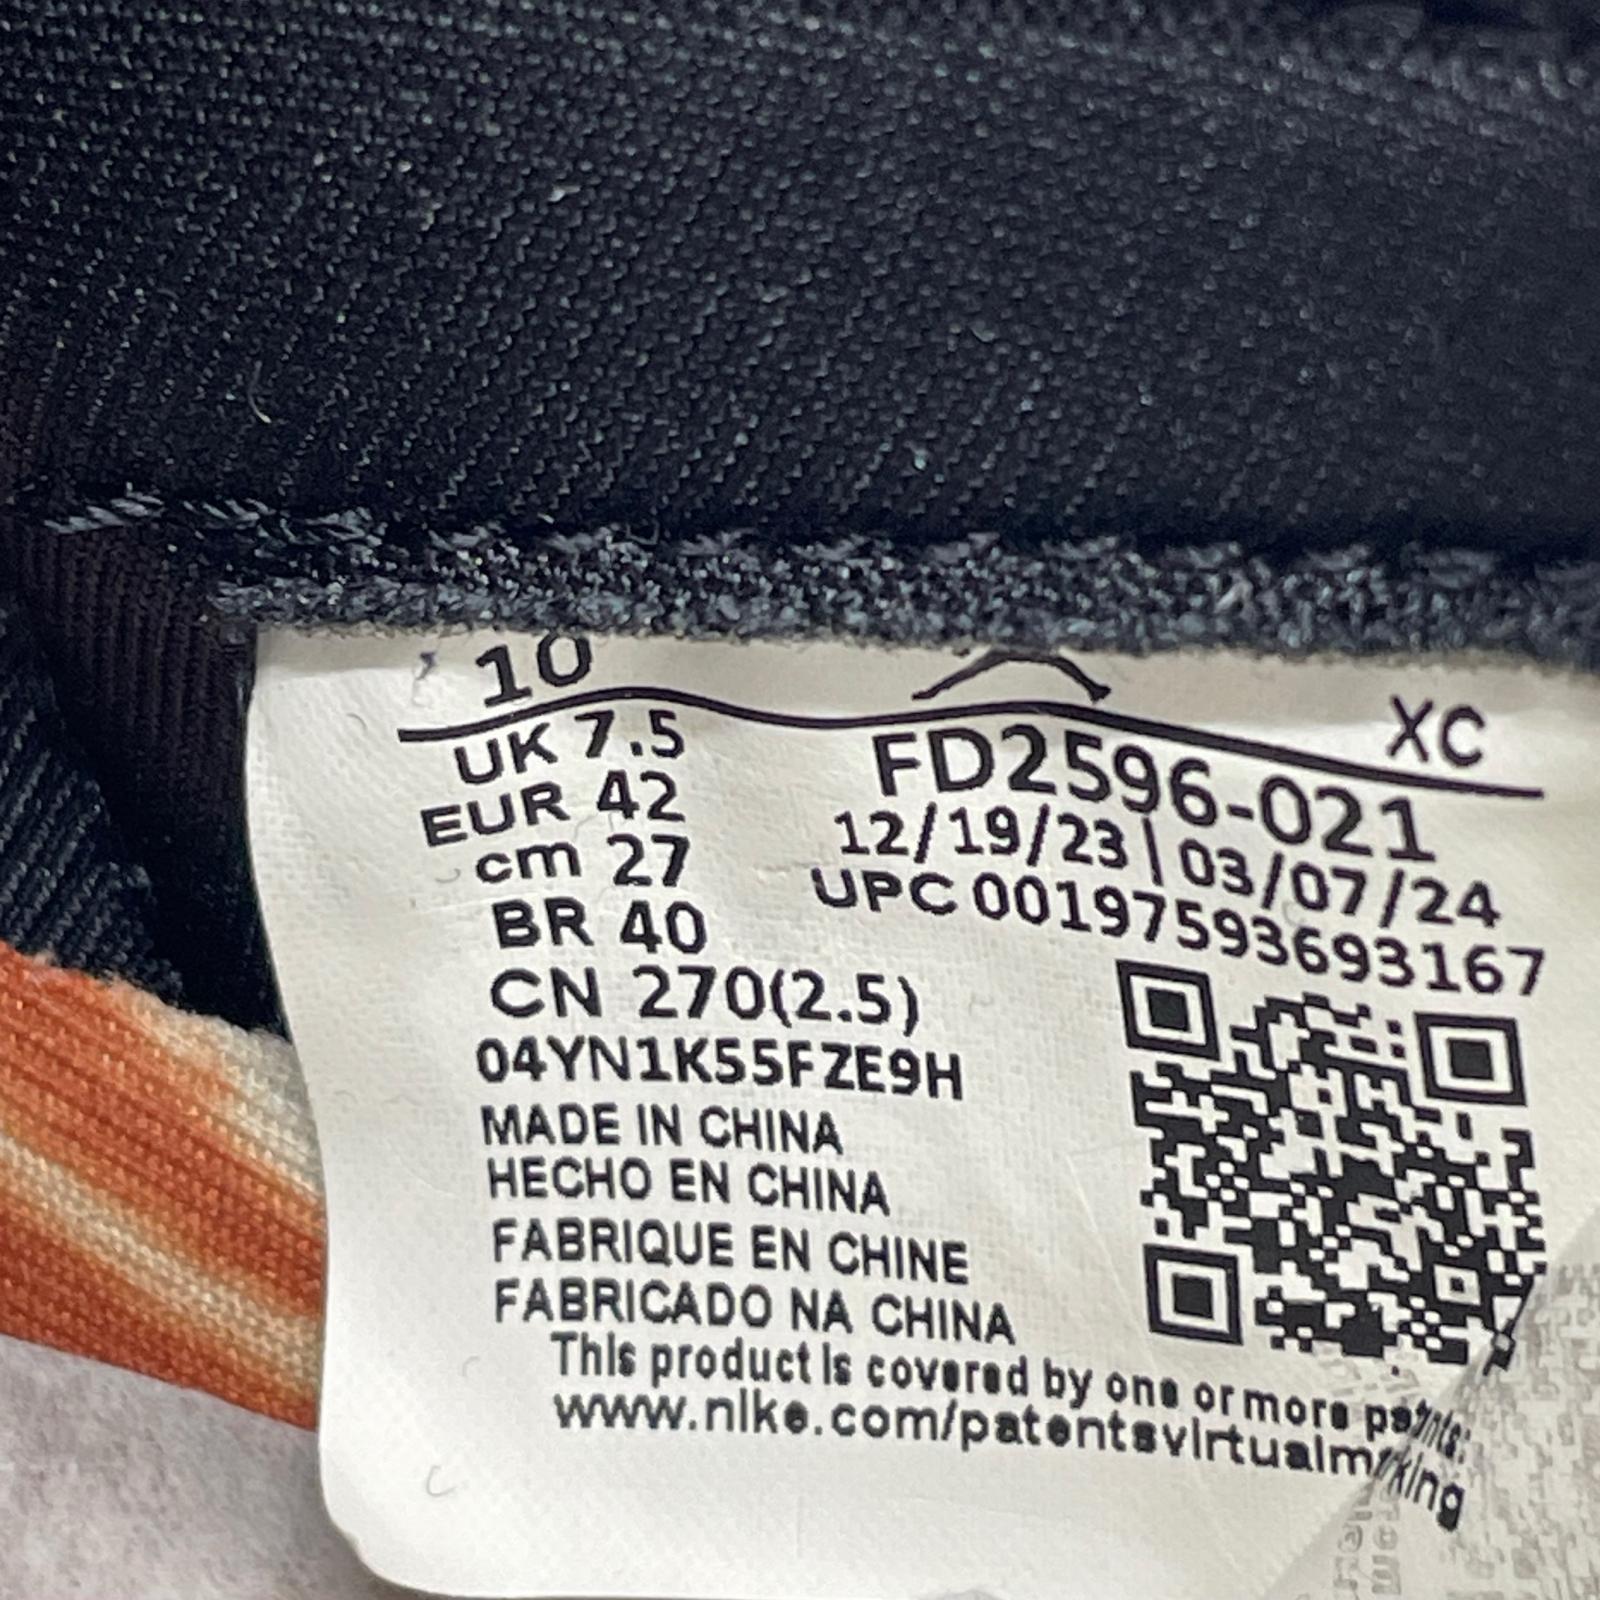 10
XC
UK 7.5
EUR 42
cm 27
BR 40
CN 270(2.5)
FD2596-021
12/19/23 | 03/07/24
UPC 00197593693167
04YN1K55FZE9H
MADE IN CHINA
HECHO EN CHINA
FABRIQUE EN CHINE
FABRICADO NA CHINA
This product is covered by one or more patents:
www.nike.com/patentsvirtualmarking